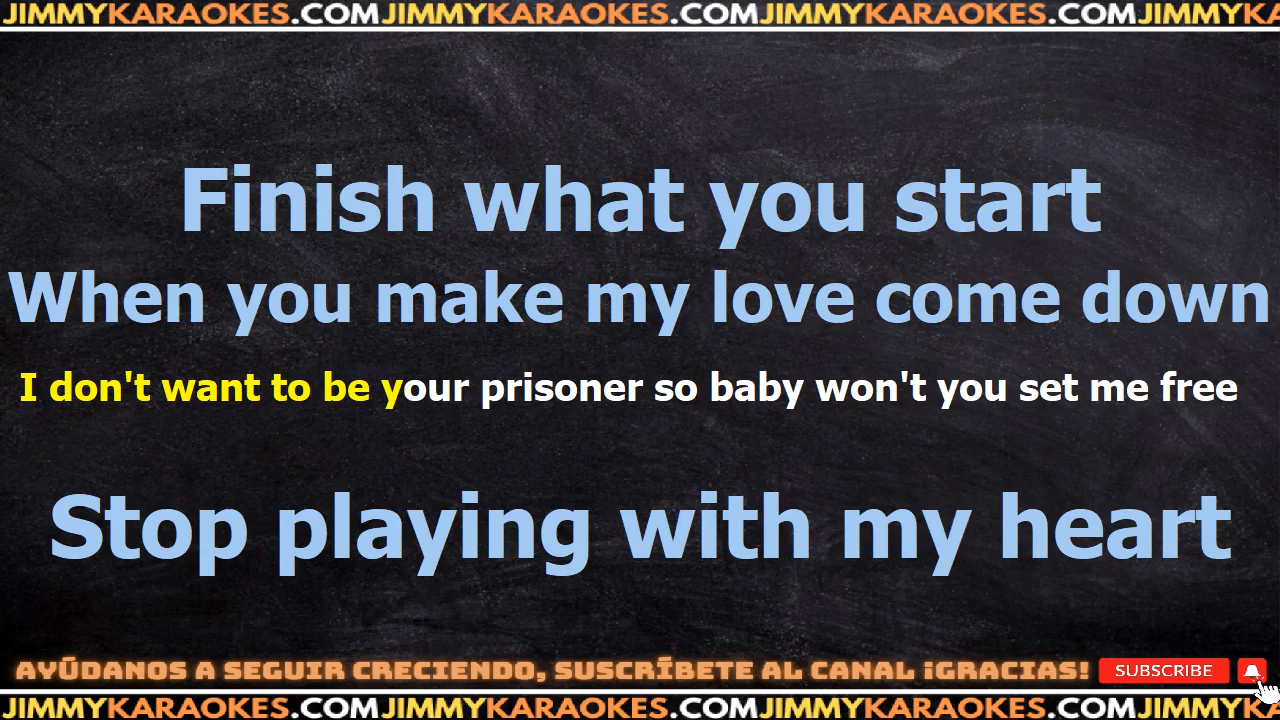 JIMMYKARAOKES.COMJIMMYKARAOKES.COMJIMMYKARAOKES.COMJIMMYKA
Finish what you start
When you make my love come down
I don't want to be your prisoner so baby won't you set me free
Stop playing with my heart
AYÚDANOS A SEGUIR CRECIENDO, SUSCRÍBETE AL CANAL ¡GRACIAS! SUBSCRIBE
JIMMYKARAOKES.COMJIMMYKARAOKES.COMJIMMYKARAOKES.COMJIMMYK